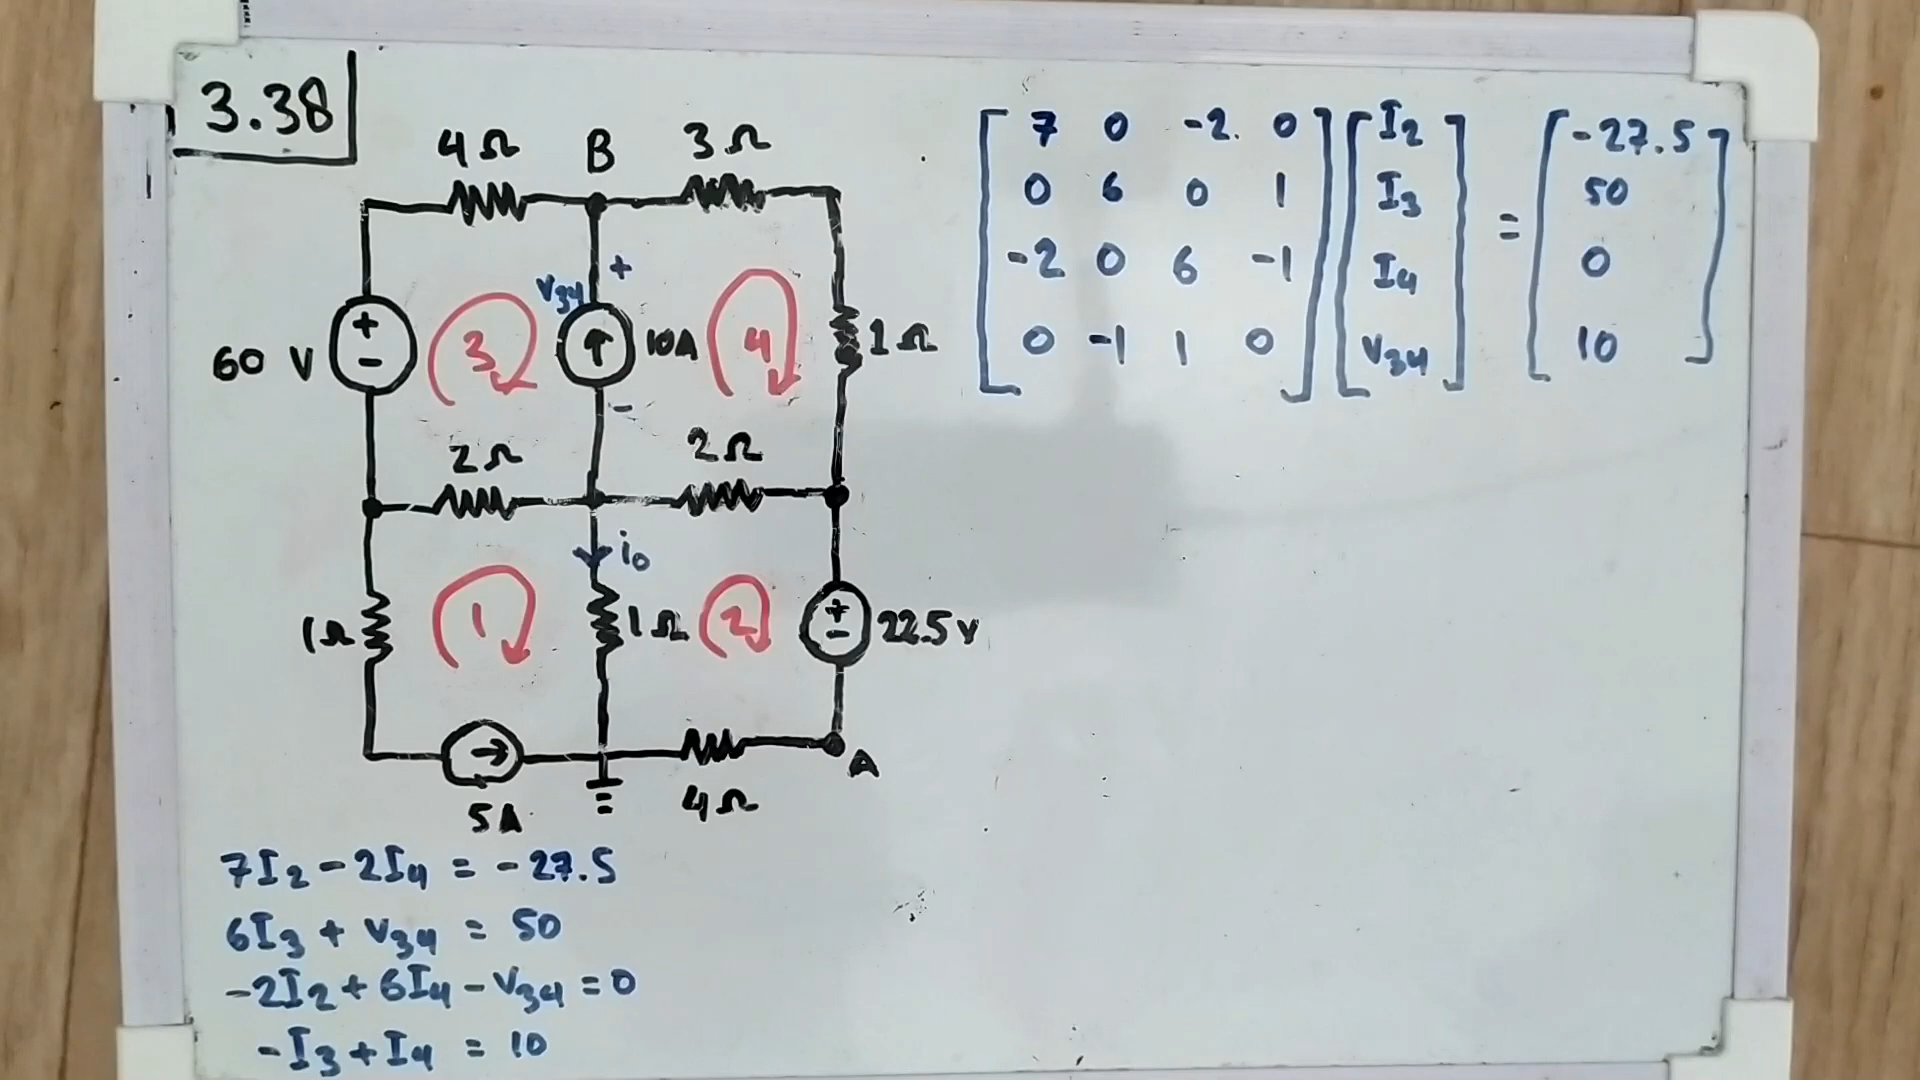 3.38
4Ω B 3Ω
+
V34
60 V + - 3 10A 4 1Ω
-
2Ω 2Ω
i0
1Ω 1 1Ω 2 + - 22.5 V
A
5A 4Ω
7I2 - 2I4 = -27.5
6I3 + V34 = 50
-2I2 + 6I4 - V34 = 0
-I3 + I4 = 10
7 0 -2. 0 I2 -27.5
0 6 0 1 I3 = 50
-2 0 6 -1 I4 0
0 -1 1 0 V34 10